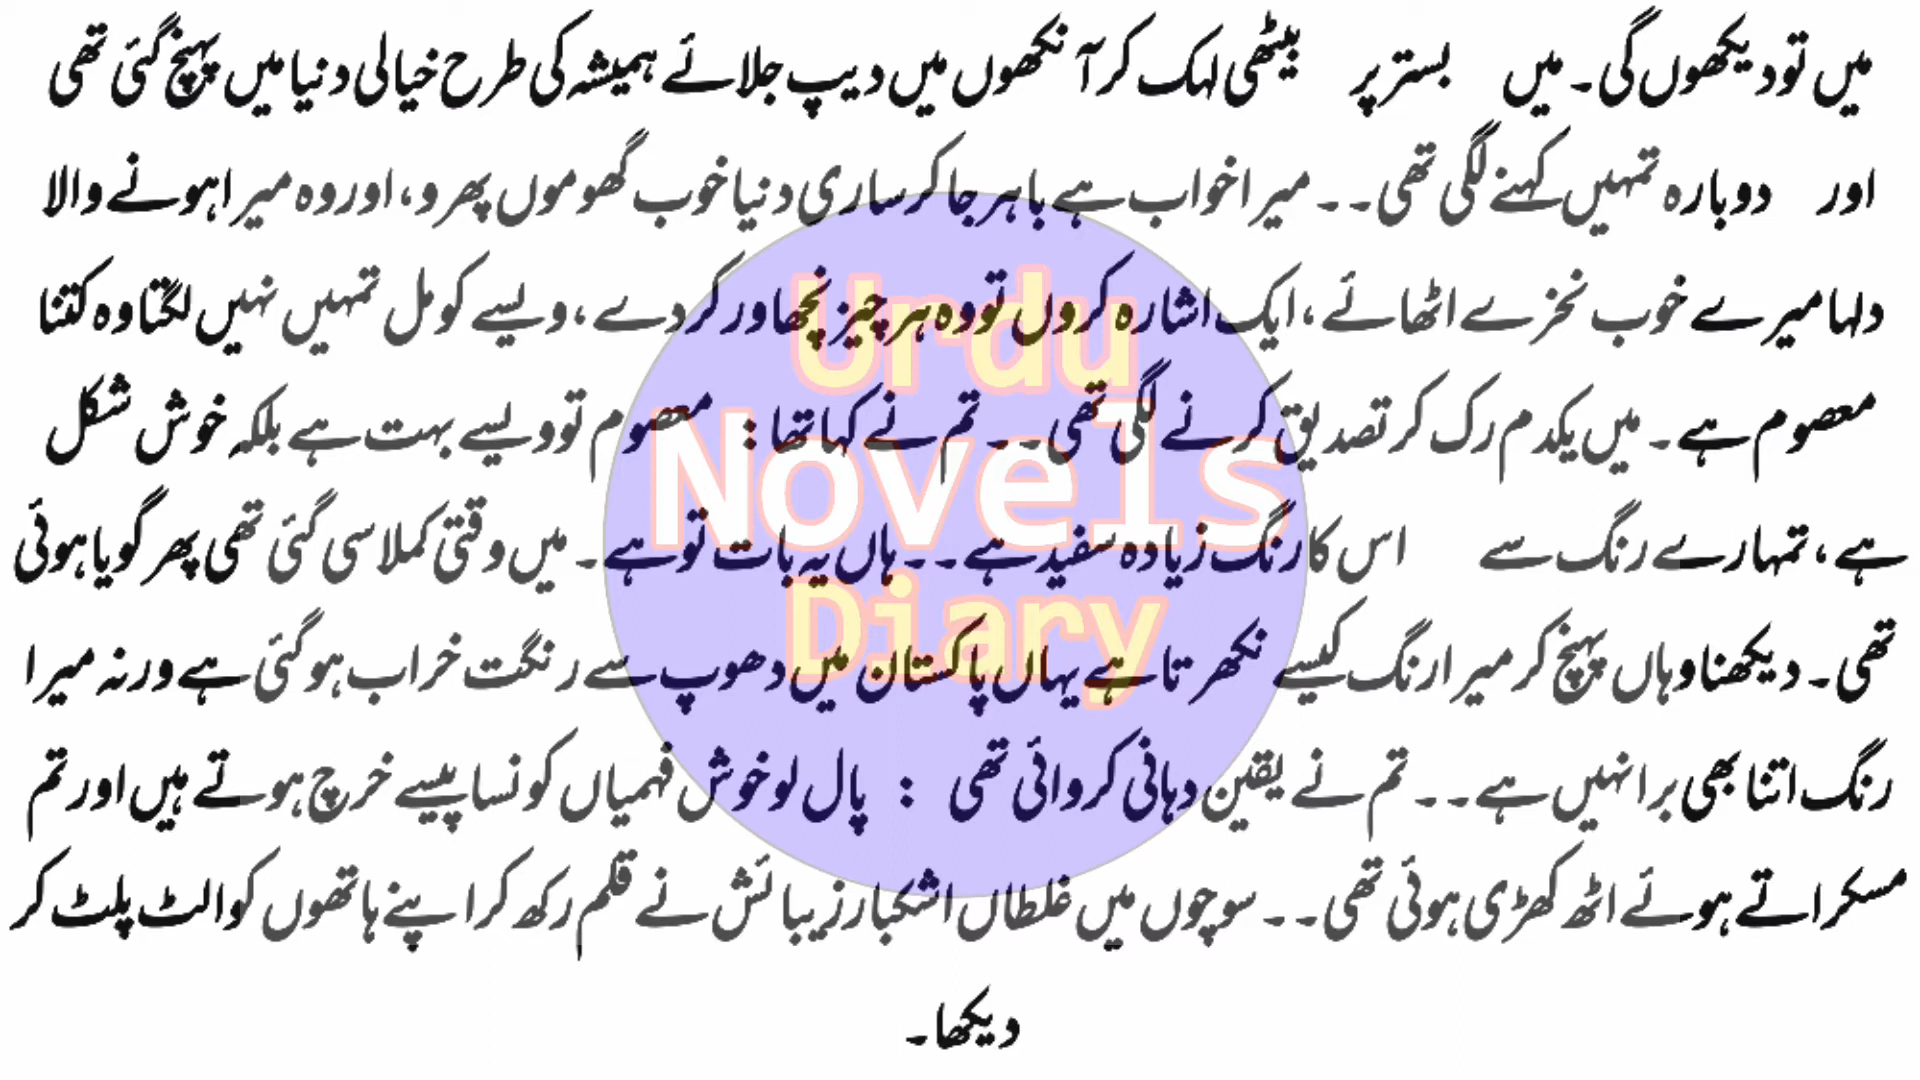 میں تو دیکھوں گی۔ میں بستر پر بیٹھی لہک کر آنکھوں میں دیپ جلائے ہمیشہ کی طرح خیالی دنیا میں پہنچ گئی تھی
اور دوبارہ تمہیں کہنے لگی تھی۔۔ میرا خواب ہے باہر جا کر ساری دنیا خوب گھوموں پھرو، اور وہ میرا ہونے والا
دلہا میرے خوب نخزے اٹھائے، ایک اشارہ کروں تو وہ ہر چیز نچھاور کر دے، ویسے کومل تمہیں نہیں لگتا وہ کتنا
معصوم ہے۔ میں یکدم رک کر تصدیق کرنے لگی تھی۔۔ تم نے کہا تھا: معصوم تو ویسے بہت ہے بلکہ خوش شکل
ہے، تمہارے رنگ سے اس کا رنگ زیادہ سفید ہے۔۔ ہاں یہ بات تو ہے۔ میں وقتی کملا سی گئی تھی پھر گویا ہوئی
تھی۔ دیکھنا وہاں پہنچ کر میرا رنگ کیسے نکھرتا ہے یہاں پاکستان میں دھوپ سے رنگت خراب ہو گئی ہے ورنہ میرا
رنگ اتنا بھی برا نہیں ہے۔۔ تم نے یقین دہانی کروائی تھی : پال لو خوش فہمیاں کونسا پیسے خرچ ہوتے ہیں اور تم
مسکراتے ہوئے اٹھ کھڑی ہوئی تھی۔۔ سوچوں میں غلطاں اشکبار زیبائش نے قلم رکھ کر اپنے ہاتھوں کو الٹ پلٹ کر
دیکھا۔
Urdu
Novels
Diary